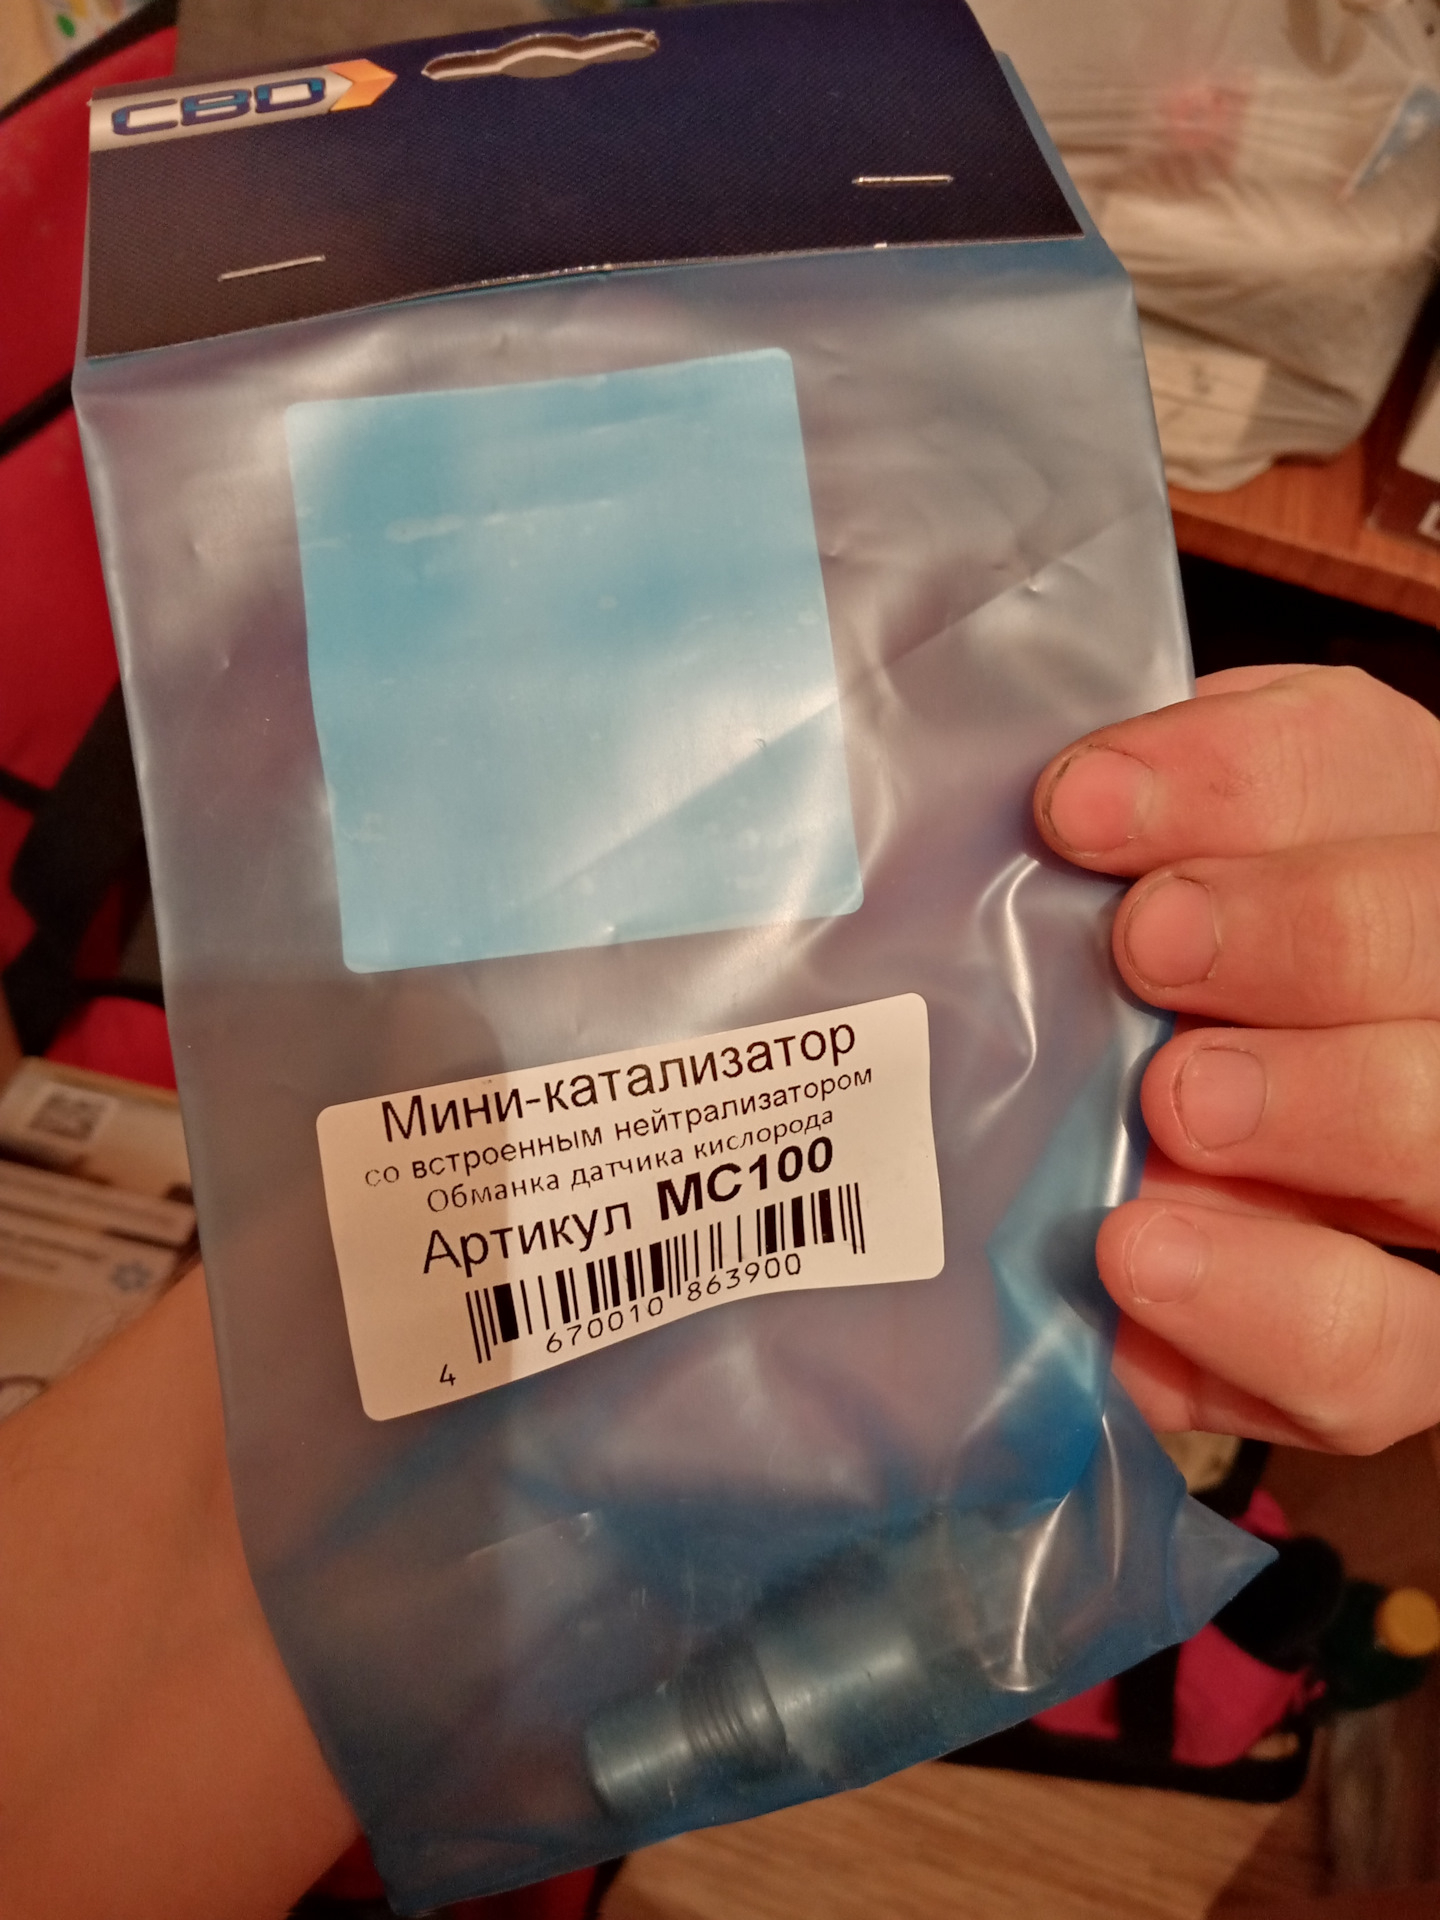 CBD
Мини-катализатор
со встроенным нейтрализатором
Обманка датчика кислорода
Артикул MC100
4 670010 863900